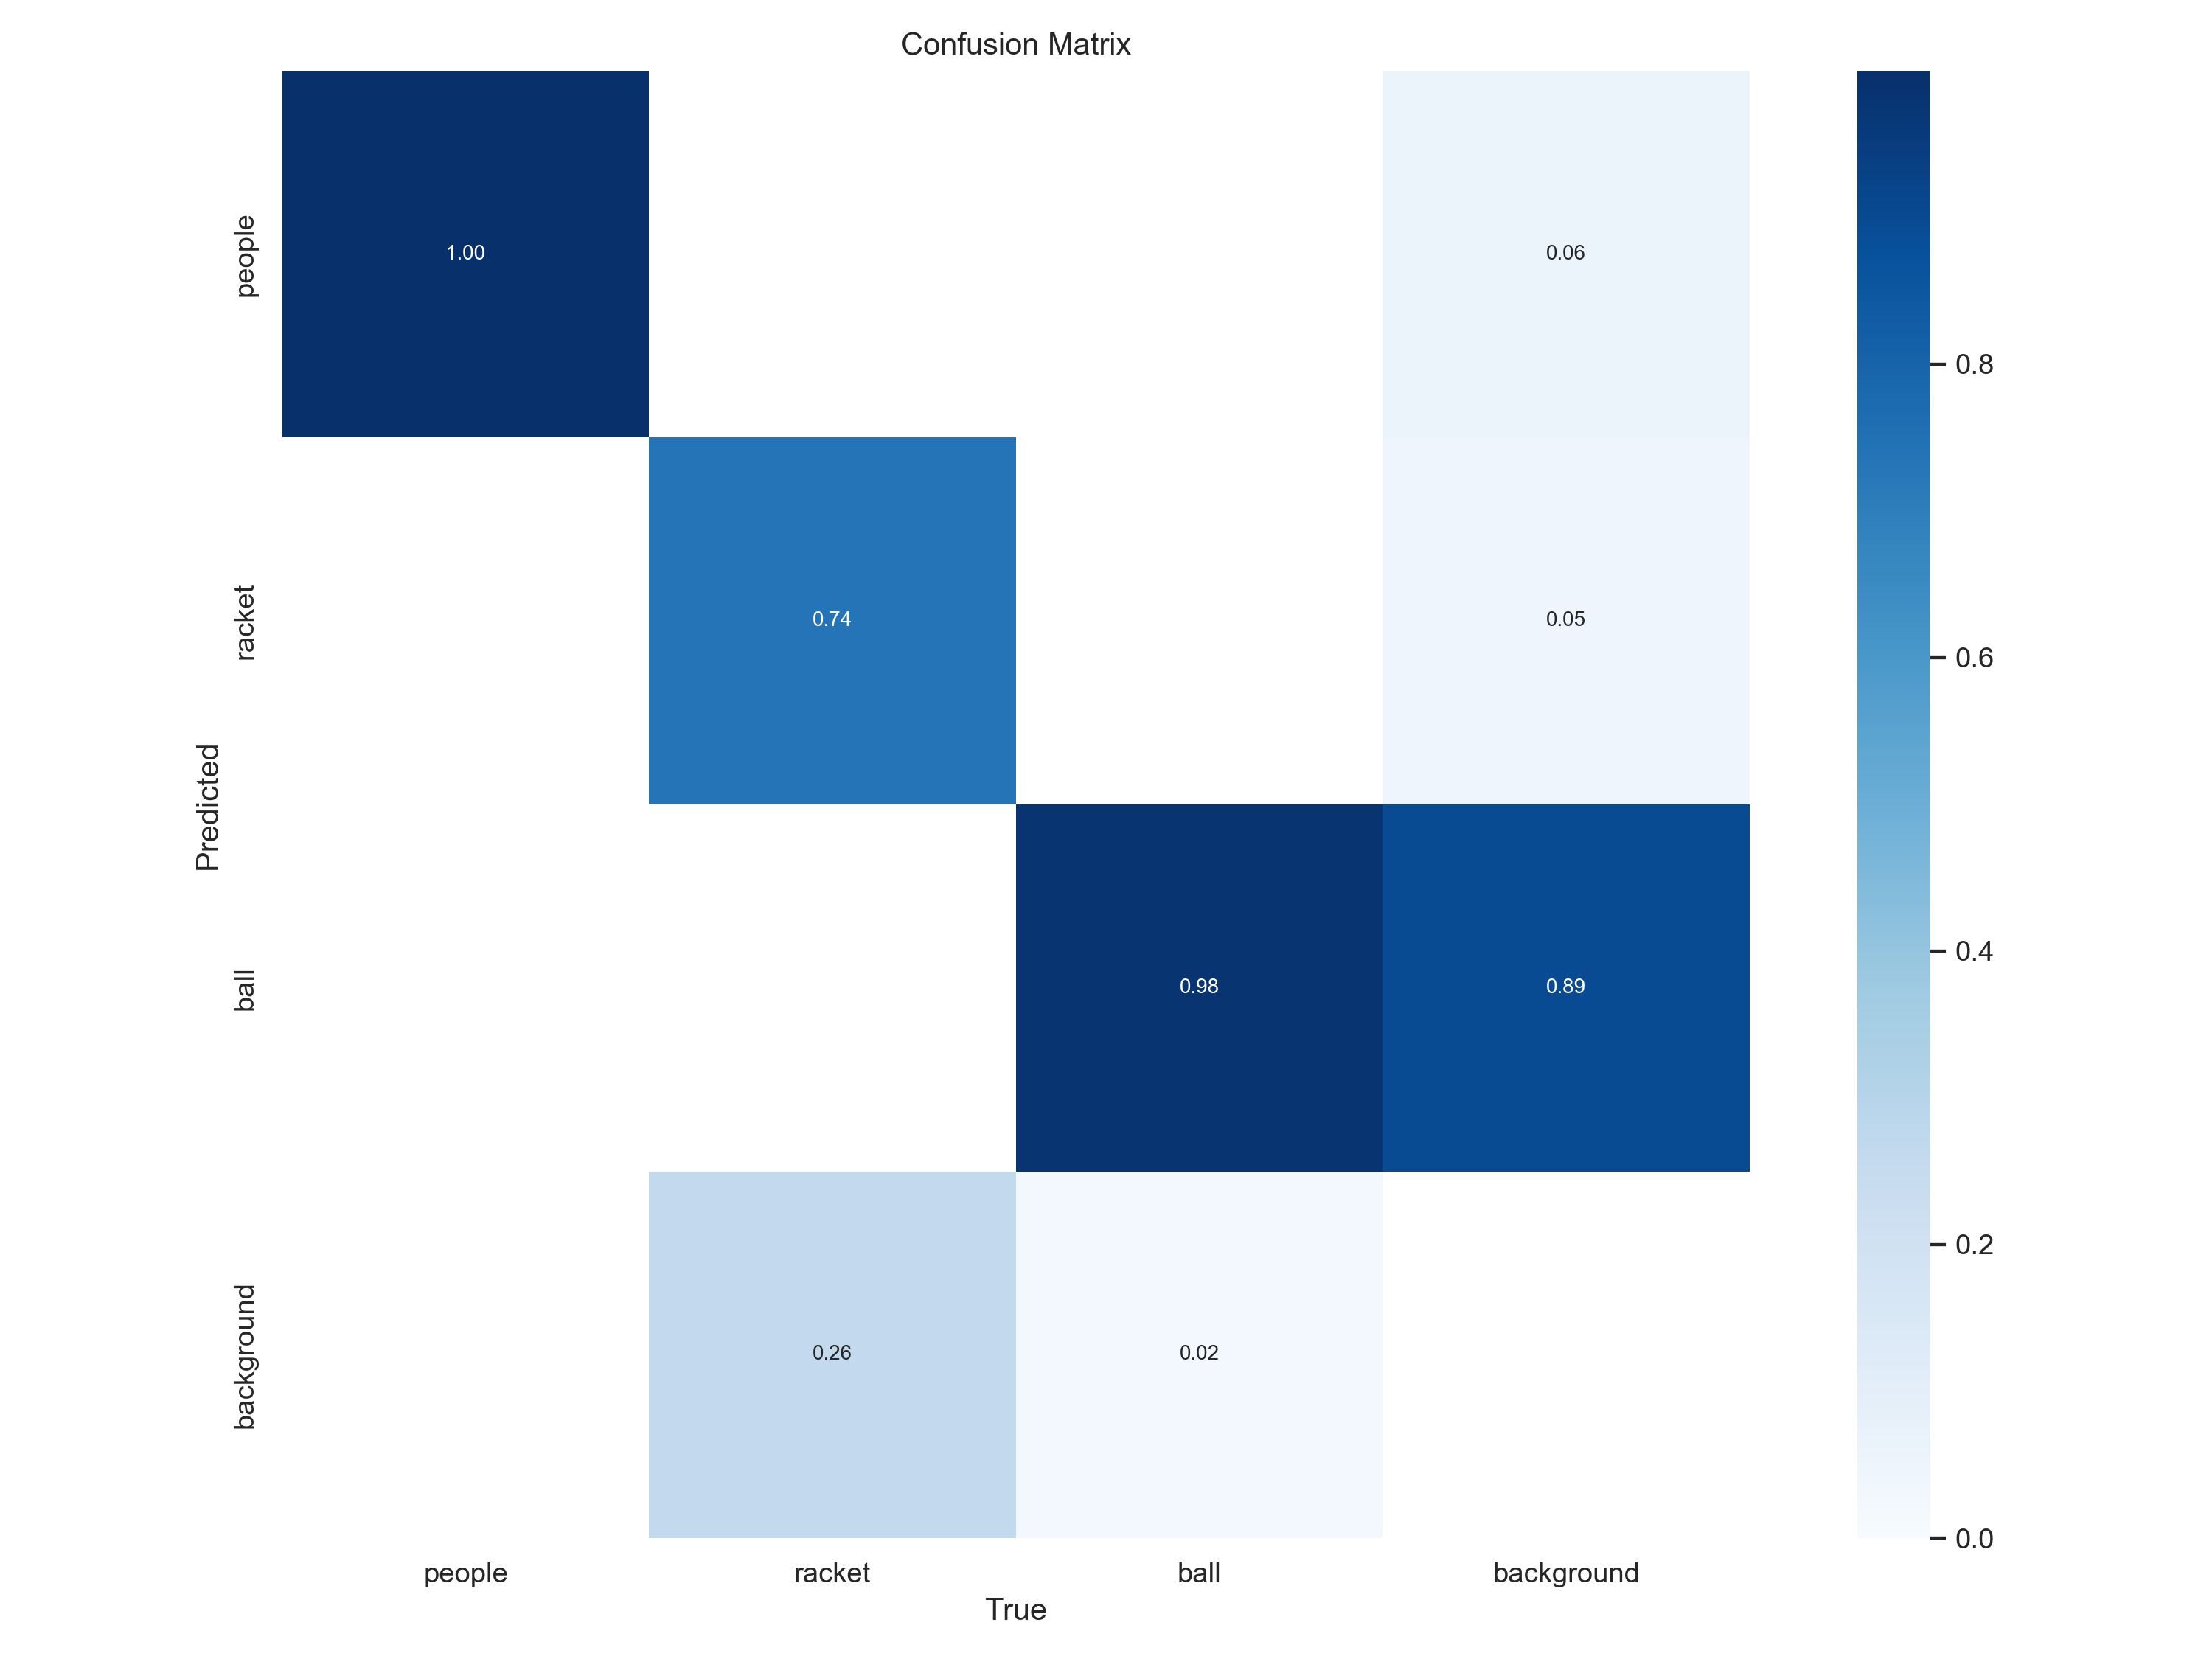 Confusion Matrix
people
1.00
0.06
racket
0.74
0.05
ball
0.98
0.89
background
0.26
0.02
people
racket
ball
background
True
Predicted
0.8
0.6
0.4
0.2
0.0